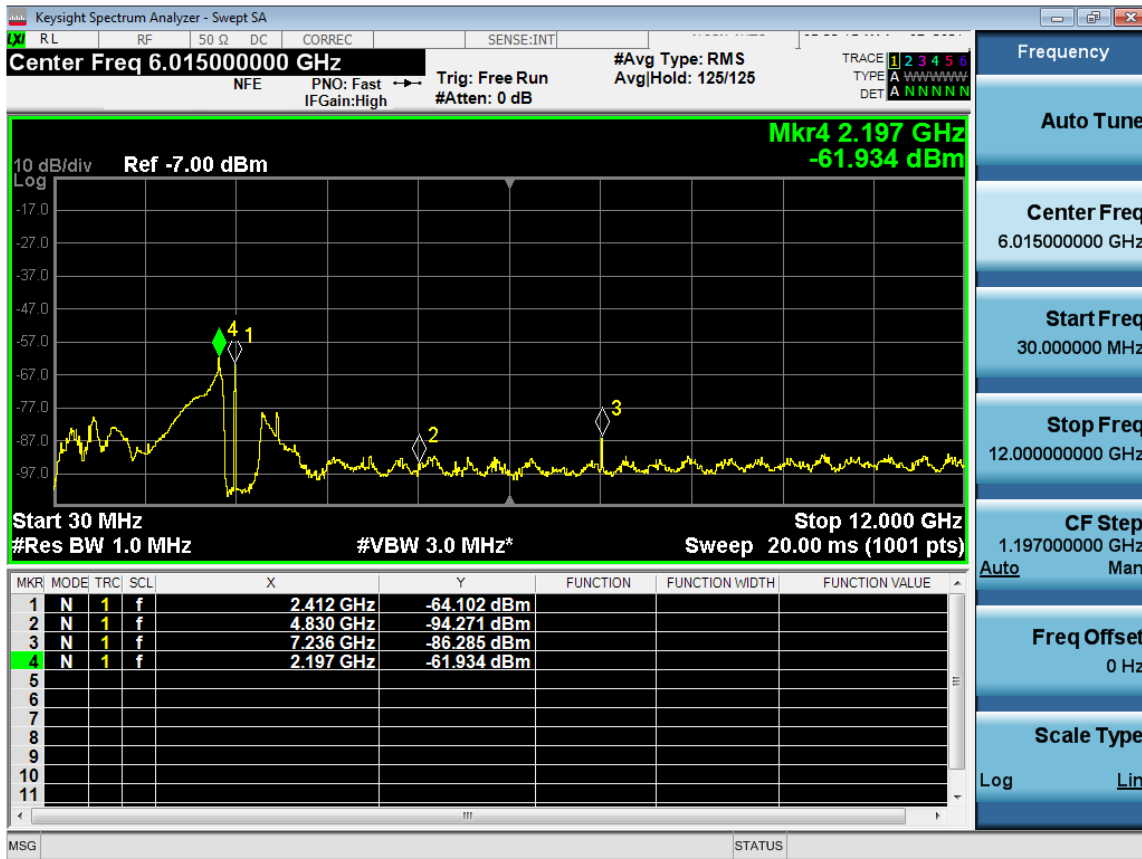 Keysight Spectrum Analyzer - Swept SA
LXI RL RF 50 Ω DC CORREC SENSE:INT
Center Freq 6.015000000 GHz
NFE
PNO: Fast
IFGain:High
Trig: Free Run
#Atten: 0 dB
#Avg Type: RMS
Avg|Hold: 125/125
TRACE 1 2 3 4 5 6
TYPE A WWWWW
DET A N N N N N
Mkr4 2.197 GHz
-61.934 dBm
10 dB/div Ref -7.00 dBm
Log
-17.0
-27.0
-37.0
-47.0
-57.0
-67.0
-77.0
-87.0
-97.0
4 1
2
3
Start 30 MHz Stop 12.000 GHz
#Res BW 1.0 MHz #VBW 3.0 MHz* Sweep 20.00 ms (1001 pts)
MKR MODE TRC SCL X Y FUNCTION FUNCTION WIDTH FUNCTION VALUE
1 N 1 f 2.412 GHz -64.102 dBm
2 N 1 f 4.830 GHz -94.271 dBm
3 N 1 f 7.236 GHz -86.285 dBm
4 N 1 f 2.197 GHz -61.934 dBm
5
6
7
8
9
10
11
MSG STATUS
Frequency
Auto Tune
Center Freq
6.015000000 GHz
Start Freq
30.000000 MHz
Stop Freq
12.000000000 GHz
CF Step
1.197000000 GHz
Auto Man
Freq Offset
0 Hz
Scale Type
Log Lin